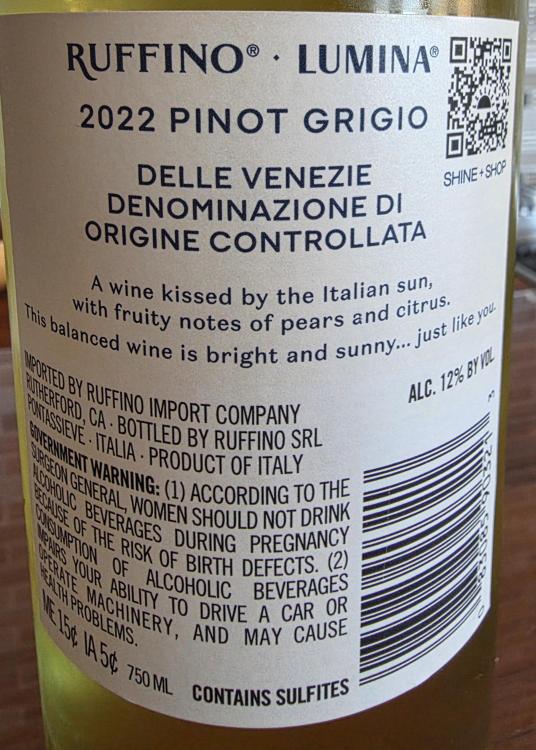 RUFFINO® · LUMINA®
2022 PINOT GRIGIO
SHINE + SHOP
DELLE VENEZIE
DENOMINAZIONE DI
ORIGINE CONTROLLATA
A wine kissed by the Italian sun,
with fruity notes of pears and citrus.
This balanced wine is bright and sunny... just like you.
ALC. 12% BY VOL.
IMPORTED BY RUFFINO IMPORT COMPANY
RUTHERFORD, CA · BOTTLED BY RUFFINO SRL
PONTASSIEVE · ITALIA · PRODUCT OF ITALY
GOVERNMENT WARNING: (1) ACCORDING TO THE
SURGEON GENERAL, WOMEN SHOULD NOT DRINK
ALCOHOLIC BEVERAGES DURING PREGNANCY
BECAUSE OF THE RISK OF BIRTH DEFECTS. (2)
CONSUMPTION OF ALCOHOLIC BEVERAGES
IMPAIRS YOUR ABILITY TO DRIVE A CAR OR
OPERATE MACHINERY, AND MAY CAUSE
HEALTH PROBLEMS.
ME 15¢ IA 5¢ 750 ML CONTAINS SULFITES